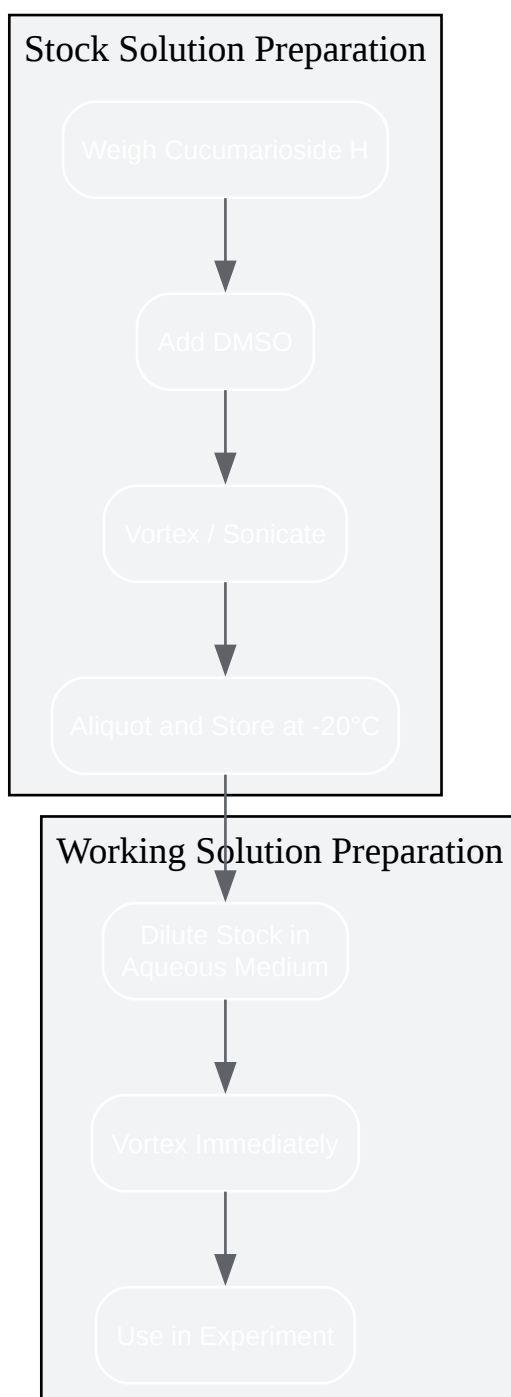 Stock Solution Preparation
Weigh Cucumarioside H
Add DMSO
Vortex / Sonicate
Aliquot and Store at -20°C
Working Solution Preparation
Dilute Stock in
Aqueous Medium
Vortex Immediately
Use in Experiment